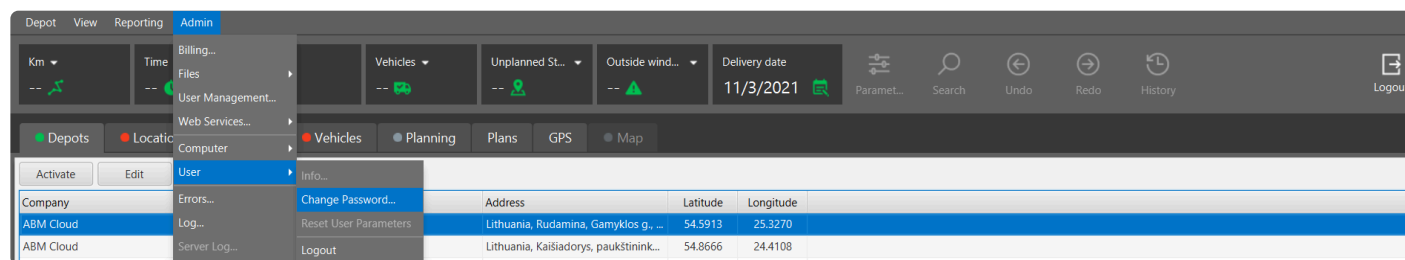 Depot View Reporting Admin
Billing...
Files
User Management...
Web Services...
Computer
User
Errors...
Log...
Server Log...
Info...
Change Password...
Reset User Parameters
Logout
Km
--
Time
--
Vehicles
--
Unplanned St...
--
Outside wind...
--
Delivery date
11/3/2021
Paramet...
Search
Undo
Redo
History
Depots
Vehicles
Planning
Plans
GPS
Map
Activate
Edit
Company Address Latitude Longitude
ABM Cloud Lithuania, Rudamina, Gamyklos g., ... 54.5913 25.3270
ABM Cloud Lithuania, Kaišiadorys, paukštinink... 54.8666 24.4108